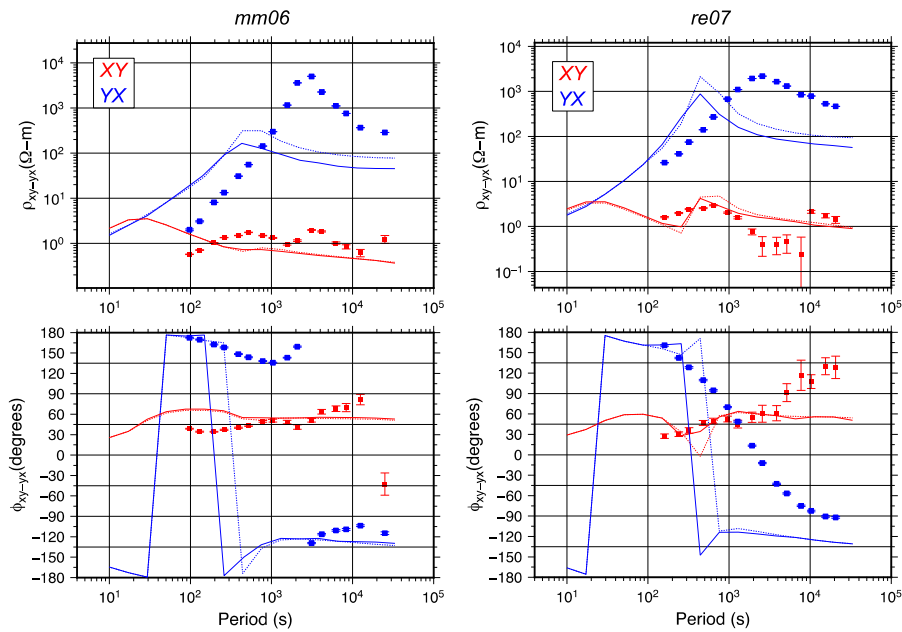 mm06
re07
XY
YX
XY
YX
ρxy−yx(Ω−m)
10⁴
10³
10²
10¹
10⁰
ρxy−yx(Ω−m)
10⁴
10³
10²
10¹
10⁰
10⁻¹
10¹ 10² 10³ 10⁴ 10⁵
10¹ 10² 10³ 10⁴ 10⁵
ϕxy−yx(degrees)
180
150
120
90
60
30
0
−30
−60
−90
−120
−150
−180
ϕxy−yx(degrees)
180
150
120
90
60
30
0
−30
−60
−90
−120
−150
−180
10¹ 10² 10³ 10⁴ 10⁵
10¹ 10² 10³ 10⁴ 10⁵
Period (s)
Period (s)